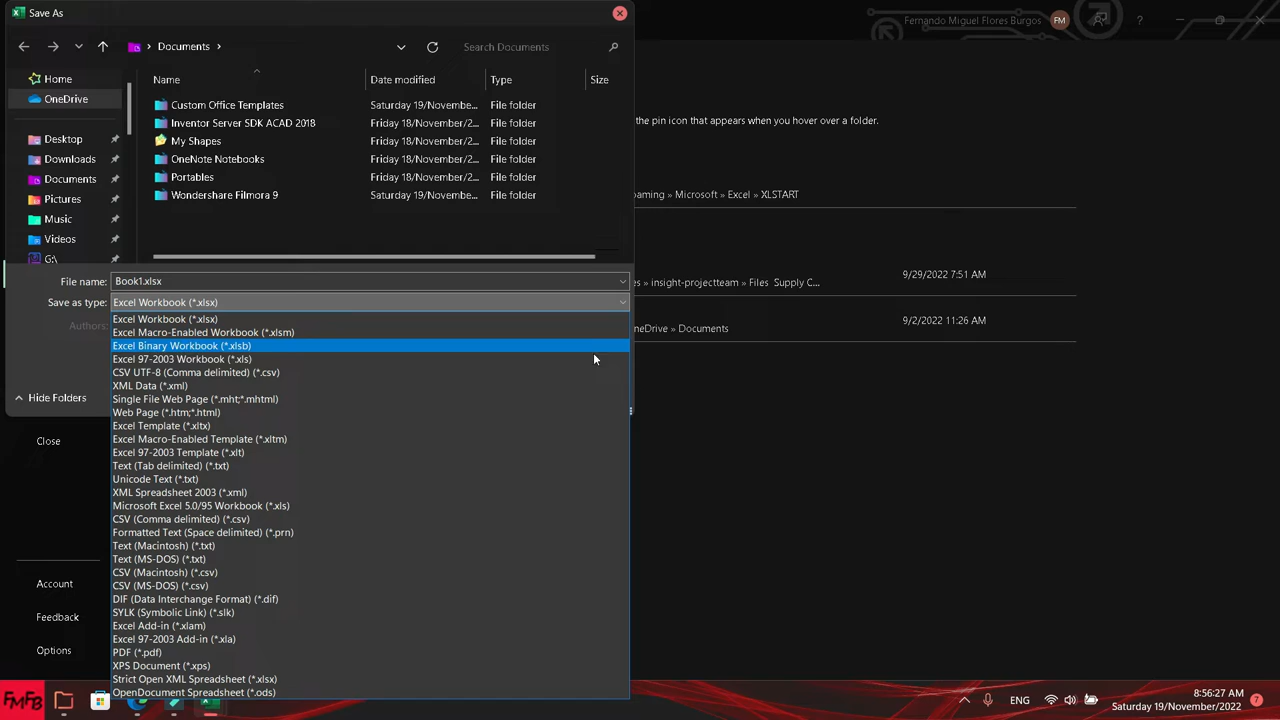 Save As
Fernando Miguel Flores Burgos
FM
Documents
Search Documents
Name
Date modified
Type
Size
Home
OneDrive
Desktop
Downloads
Documents
Pictures
Music
Videos
G:\
Custom Office Templates Saturday 19/Novembe... File folder
Inventor Server SDK ACAD 2018 Friday 18/November/2... File folder
My Shapes Friday 18/November/2... File folder
OneNote Notebooks Friday 18/November/2... File folder
Portables Friday 18/November/2... File folder
Wondershare Filmora 9 Saturday 19/Novembe... File folder
the pin icon that appears when you hover over a folder.
oaming » Microsoft » Excel » XLSTART
es » insight-projectteam » Files Supply C...
9/29/2022 7:51 AM
neDrive » Documents
9/2/2022 11:26 AM
File name: Book1.xlsx
Save as type: Excel Workbook (*.xlsx)
Authors:
Hide Folders
Excel Workbook (*.xlsx)
Excel Macro-Enabled Workbook (*.xlsm)
Excel Binary Workbook (*.xlsb)
Excel 97-2003 Workbook (*.xls)
CSV UTF-8 (Comma delimited) (*.csv)
XML Data (*.xml)
Single File Web Page (*.mht;*.mhtml)
Web Page (*.htm;*.html)
Excel Template (*.xltx)
Excel Macro-Enabled Template (*.xltm)
Excel 97-2003 Template (*.xlt)
Text (Tab delimited) (*.txt)
Unicode Text (*.txt)
XML Spreadsheet 2003 (*.xml)
Microsoft Excel 5.0/95 Workbook (*.xls)
CSV (Comma delimited) (*.csv)
Formatted Text (Space delimited) (*.prn)
Text (Macintosh) (*.txt)
Text (MS-DOS) (*.txt)
CSV (Macintosh) (*.csv)
CSV (MS-DOS) (*.csv)
DIF (Data Interchange Format) (*.dif)
SYLK (Symbolic Link) (*.slk)
Excel Add-in (*.xlam)
Excel 97-2003 Add-in (*.xla)
PDF (*.pdf)
XPS Document (*.xps)
Strict Open XML Spreadsheet (*.xlsx)
OpenDocument Spreadsheet (*.ods)
Close
Account
Feedback
Options
FMFB
ENG
8:56:27 AM
Saturday 19/November/2022
7